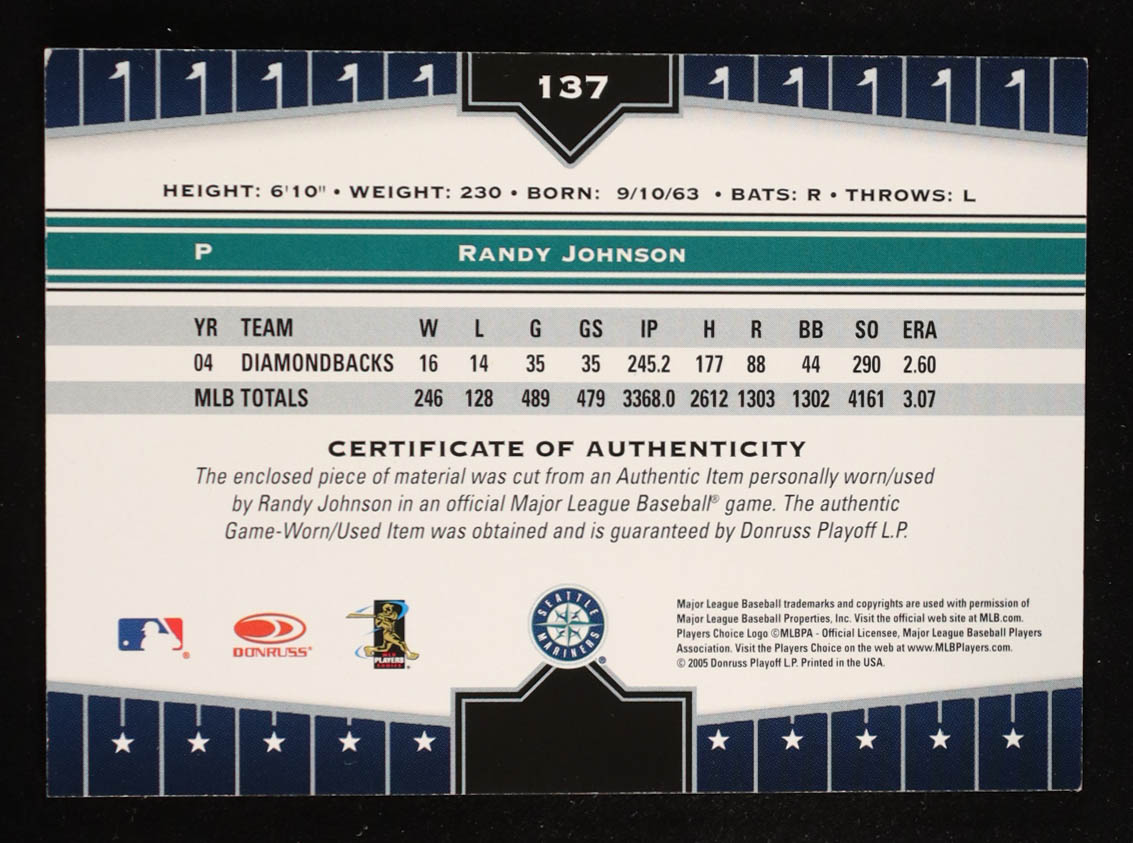 137
HEIGHT: 6'10" • WEIGHT: 230 • BORN: 9/10/63 • BATS: R • THROWS: L
P RANDY JOHNSON
YR TEAM W L G GS IP H R BB SO ERA
04 DIAMONDBACKS 16 14 35 35 245.2 177 88 44 290 2.60
MLB TOTALS 246 128 489 479 3368.0 2612 1303 1302 4161 3.07
CERTIFICATE OF AUTHENTICITY
The enclosed piece of material was cut from an Authentic Item personally worn/used
by Randy Johnson in an official Major League Baseball® game. The authentic
Game-Worn/Used Item was obtained and is guaranteed by Donruss Playoff L.P.
DONRUSS®
MLB
PLAYERS
CHOICE
SEATTLE
MARINERS
Major League Baseball trademarks and copyrights are used with permission of
Major League Baseball Properties, Inc. Visit the official web site at MLB.com.
Players Choice Logo ©MLBPA - Official Licensee, Major League Baseball Players
Association. Visit the Players Choice on the web at www.MLBPlayers.com.
© 2005 Donruss Playoff L.P. Printed in the USA.